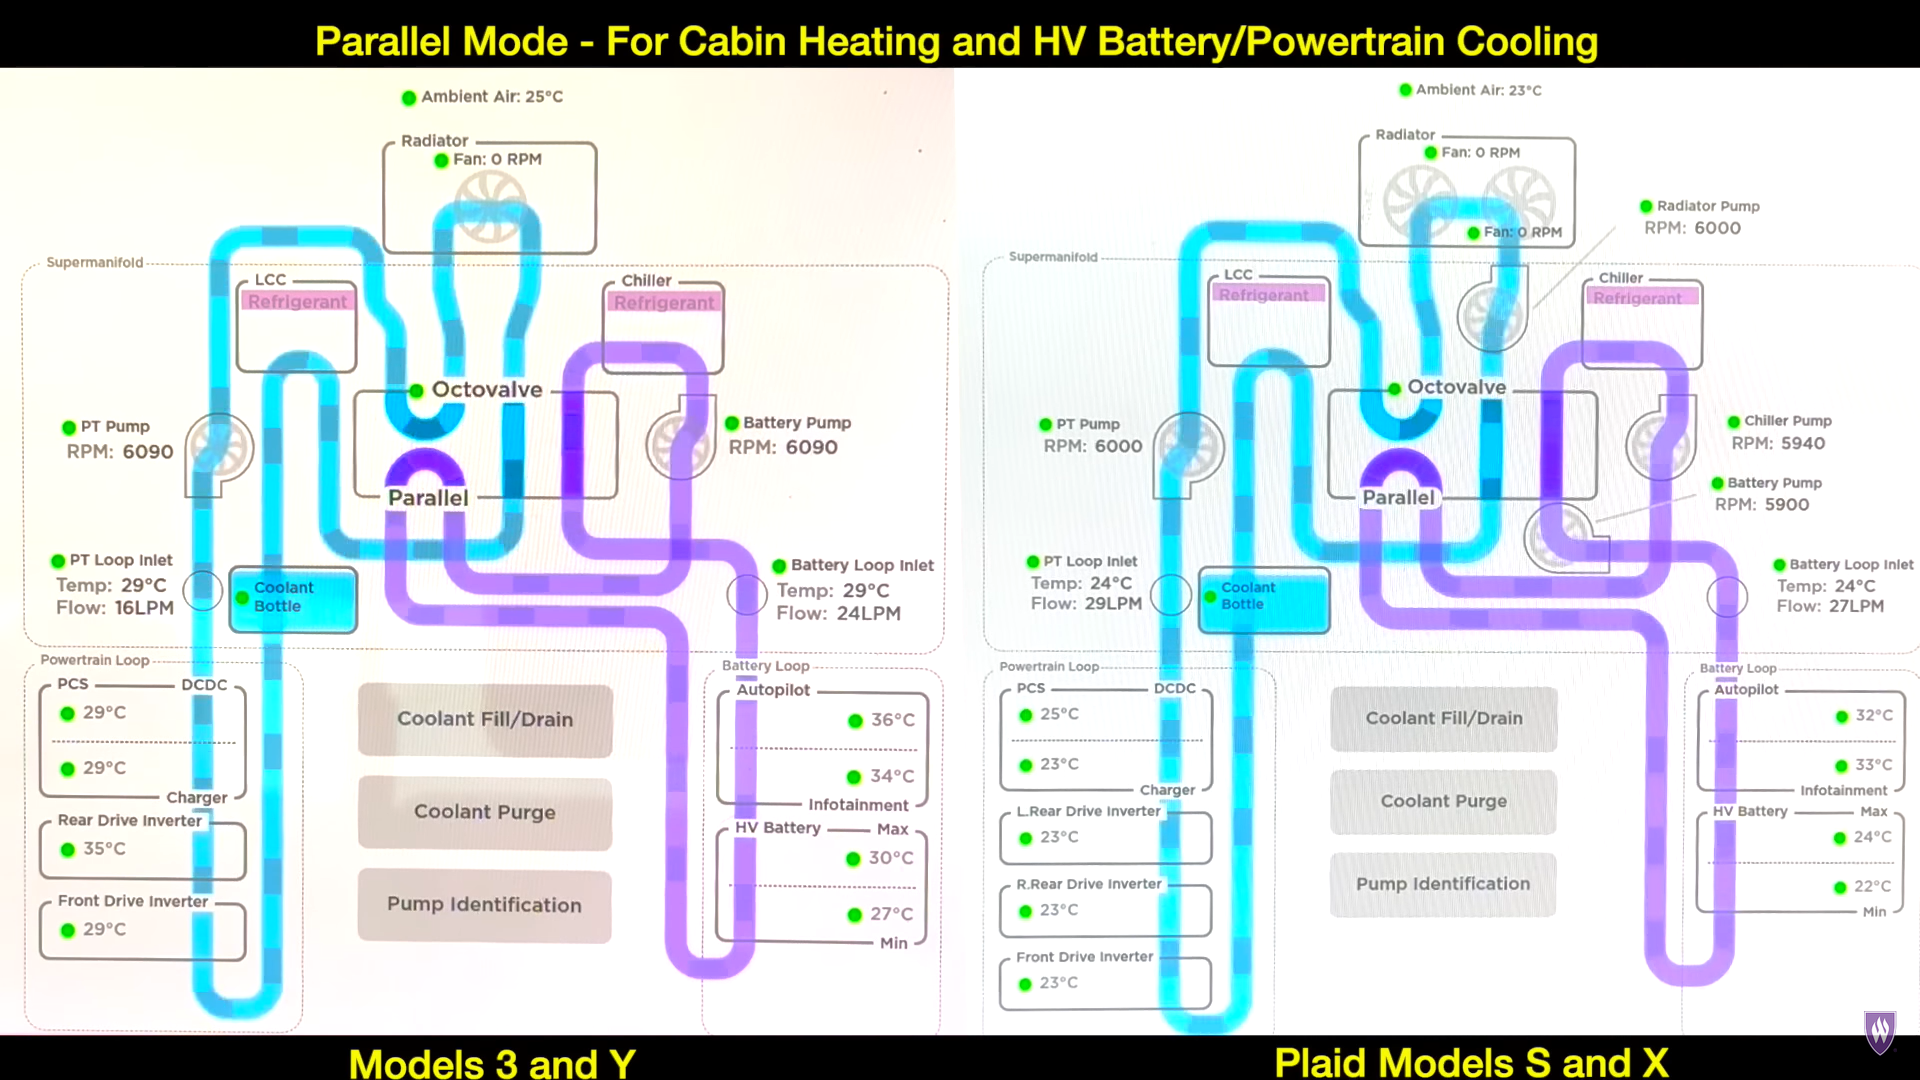 Parallel Mode - For Cabin Heating and HV Battery/Powertrain Cooling
Ambient Air: 25°C
Radiator
Fan: 0 RPM
Supermanifold
LCC
Refrigerant
Chiller
Refrigerant
Octovalve
PT Pump
RPM: 6090
Battery Pump
RPM: 6090
Parallel
PT Loop Inlet
Temp: 29°C
Flow: 16LPM
Coolant
Bottle
Battery Loop Inlet
Temp: 29°C
Flow: 24LPM
Powertrain Loop
PCS
DCDC
29°C
29°C
Charger
Rear Drive Inverter
35°C
Front Drive Inverter
29°C
Coolant Fill/Drain
Coolant Purge
Pump Identification
Battery Loop
Autopilot
36°C
34°C
Infotainment
HV Battery
Max
30°C
27°C
Min
Models 3 and Y
Ambient Air: 23°C
Radiator
Fan: 0 RPM
Fan: 0 RPM
Radiator Pump
RPM: 6000
Supermanifold
LCC
Refrigerant
Chiller
Refrigerant
Octovalve
PT Pump
RPM: 6000
Chiller Pump
RPM: 5940
Battery Pump
RPM: 5900
Parallel
PT Loop Inlet
Temp: 24°C
Flow: 29LPM
Coolant
Bottle
Battery Loop Inlet
Temp: 24°C
Flow: 27LPM
Powertrain Loop
PCS
DCDC
25°C
23°C
Charger
L.Rear Drive Inverter
23°C
R.Rear Drive Inverter
23°C
Front Drive Inverter
23°C
Coolant Fill/Drain
Coolant Purge
Pump Identification
Battery Loop
Autopilot
32°C
33°C
Infotainment
HV Battery
Max
24°C
22°C
Min
Plaid Models S and X
W